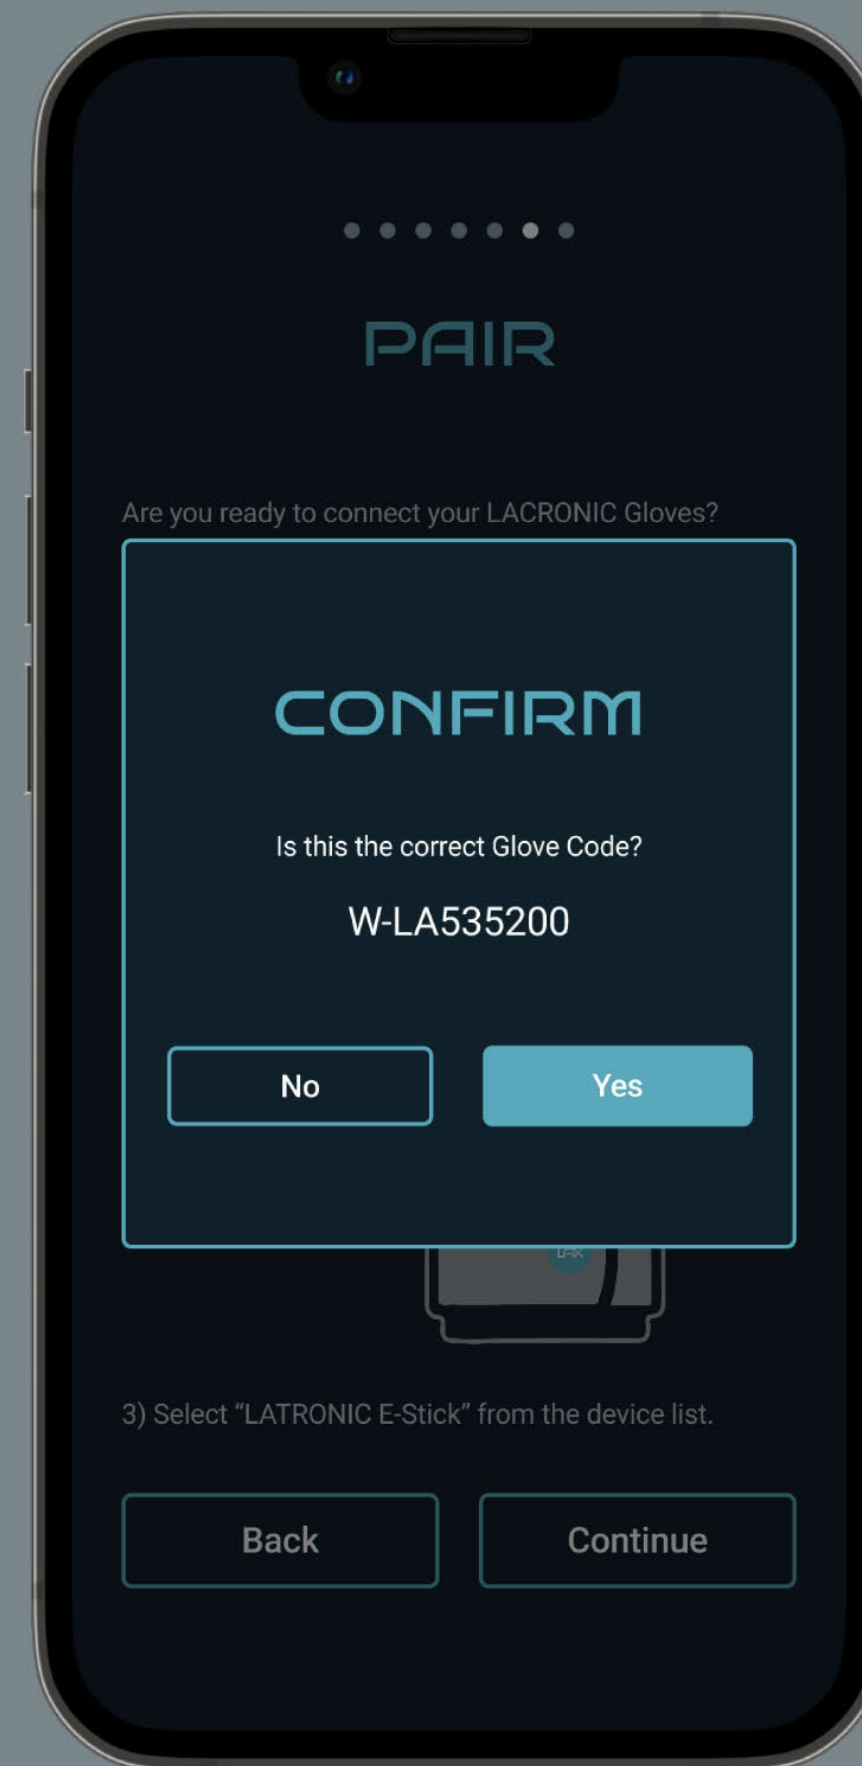 PAIR
Are you ready to connect your LACRONIC Gloves?
CONFIRM
Is this the correct Glove Code?
W-LA535200
No Yes
LAX
3) Select “LATRONIC E-Stick” from the device list.
Back Continue